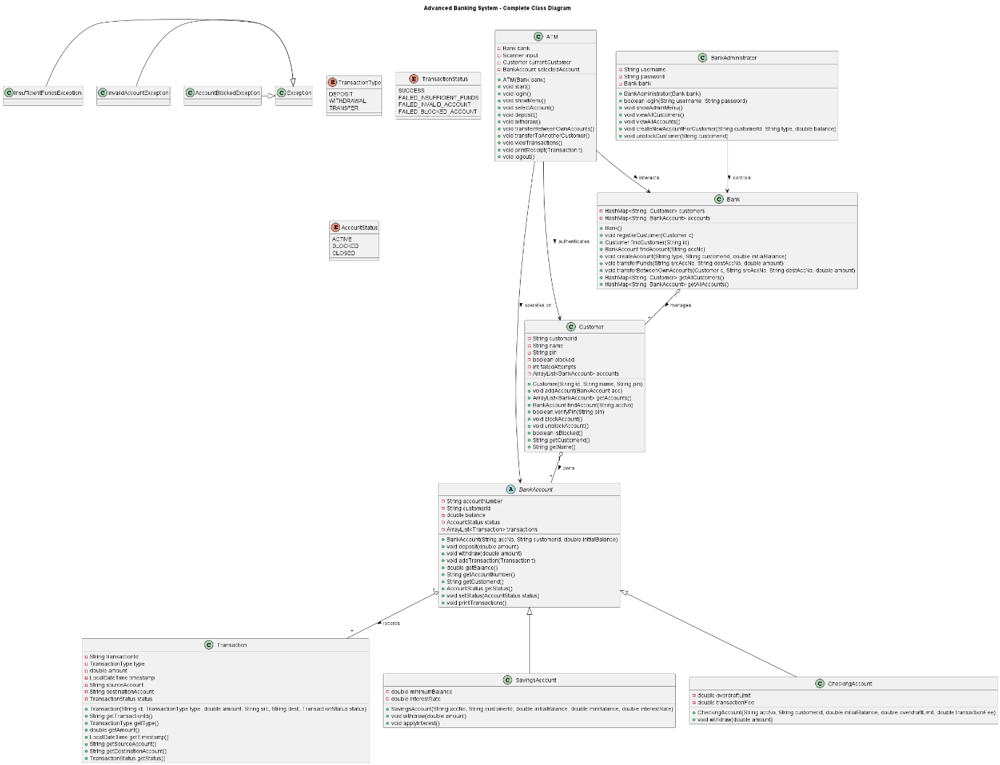 Advanced Banking System - Complete Class Diagram
C InsufficientFundsException
C InvalidAccountException
C AccountBlockedException
C Exception
E TransactionType
DEPOSIT
WITHDRAWAL
TRANSFER
E TransactionStatus
SUCCESS
FAILED_INSUFFICIENT_FUNDS
FAILED_INVALID_ACCOUNT
FAILED_BLOCKED_ACCOUNT
C ATM
Bank bank
Scanner input
Customer currentCustomer
BankAccount selectedAccount
ATM(Bank bank)
void start()
void login()
void showMenu()
void selectAccount()
void deposit()
void withdraw()
void transferBetweenOwnAccounts()
void transferToAnotherCustomer()
void viewTransactions()
void printReceipt(Transaction t)
void logout()
C BankAdministrator
String username
String password
Bank bank
BankAdministrator(Bank bank)
boolean login(String username, String password)
void showAdminMenu()
void viewAllCustomers()
void viewAllAccounts()
void createNewAccountForCustomer(String customerId, String type, double balance)
void unblockCustomer(String customerId)
interacts
controls
C Bank
HashMap<String, Customer> customers
HashMap<String, BankAccount> accounts
Bank()
void registerCustomer(Customer c)
Customer findCustomer(String id)
BankAccount findAccount(String accNo)
void createAccount(String type, String customerId, double initialBalance)
void transferFunds(String srcAccNo, String destAccNo, double amount)
void transferBetweenOwnAccounts(Customer c, String srcAccNo, String destAccNo, double amount)
HashMap<String, Customer> getAllCustomers()
HashMap<String, BankAccount> getAllAccounts()
E AccountStatus
ACTIVE
BLOCKED
CLOSED
authenticates
operates on
1
manages
*
C Customer
String customerId
String name
String pin
boolean blocked
int failedAttempts
ArrayList<BankAccount> accounts
Customer(String id, String name, String pin)
void addAccount(BankAccount acc)
ArrayList<BankAccount> getAccounts()
BankAccount findAccount(String accNo)
boolean verifyPin(String pin)
void blockAccount()
void unblockAccount()
boolean isBlocked()
String getCustomerId()
String getName()
1
owns
*
A BankAccount
String accountNumber
String customerId
double balance
AccountStatus status
ArrayList<Transaction> transactions
BankAccount(String accNo, String customerId, double initialBalance)
void deposit(double amount)
void withdraw(double amount)
void addTransaction(Transaction t)
double getBalance()
String getAccountNumber()
String getCustomerId()
AccountStatus getStatus()
void setStatus(AccountStatus status)
void printTransactions()
1
records
*
C Transaction
String transactionId
TransactionType type
double amount
LocalDateTime timestamp
String sourceAccount
String destinationAccount
TransactionStatus status
Transaction(String id, TransactionType type, double amount, String src, String dest, TransactionStatus status)
String getTransactionId()
TransactionType getType()
double getAmount()
LocalDateTime getTimestamp()
String getSourceAccount()
String getDestinationAccount()
TransactionStatus getStatus()
C SavingsAccount
double minimumBalance
double interestRate
SavingsAccount(String accNo, String customerId, double initialBalance, double minBalance, double interestRate)
void withdraw(double amount)
void applyInterest()
C CheckingAccount
double overdraftLimit
double transactionFee
CheckingAccount(String accNo, String customerId, double initialBalance, double overdraftLimit, double transactionFee)
void withdraw(double amount)